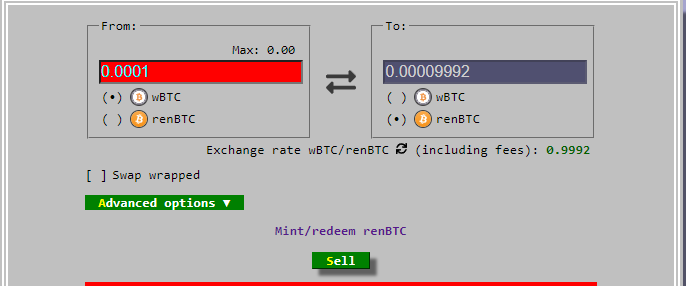 From: To:
Max: 0.00
0.0001 0.00009992
(•) wBTC ( ) wBTC
( ) renBTC (•) renBTC
Exchange rate wBTC/renBTC (including fees): 0.9992
[ ] Swap wrapped
Advanced options ▼
Mint/redeem renBTC
Sell